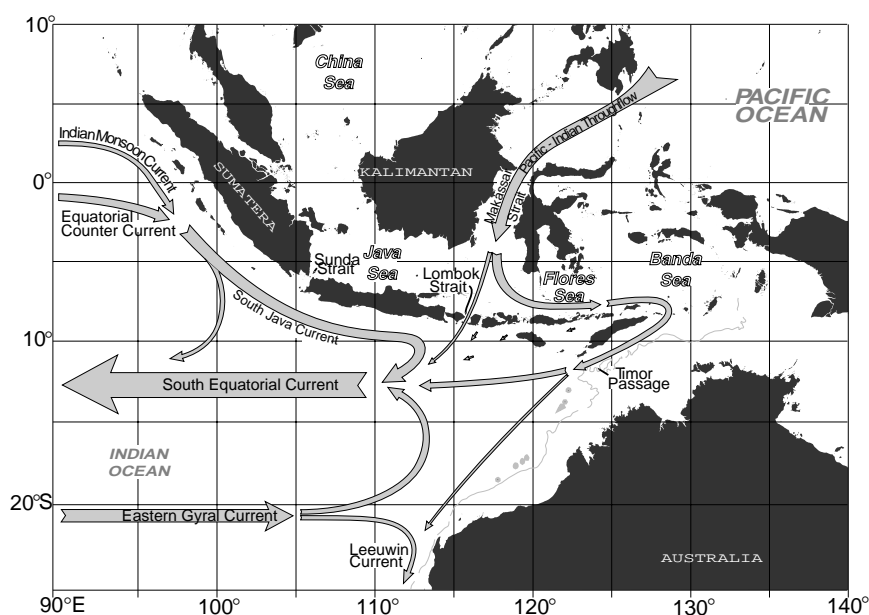 10°
China
Sea
PACIFIC
OCEAN
Pacific - Indian Throughflow
Indian Monsoon Current
SUMATERA
KALIMANTAN
0°
Makassar
Strait
Equatorial
Counter Current
Sunda
Strait
Java
Sea
Lombok
Strait
Flores
Sea
Banda
Sea
South Java Current
10°
South Equatorial Current
Timor
Passage
INDIAN
OCEAN
20°S
Eastern Gyral Current
Leeuwin
Current
AUSTRALIA
90°E
100°
110°
120°
130°
140°